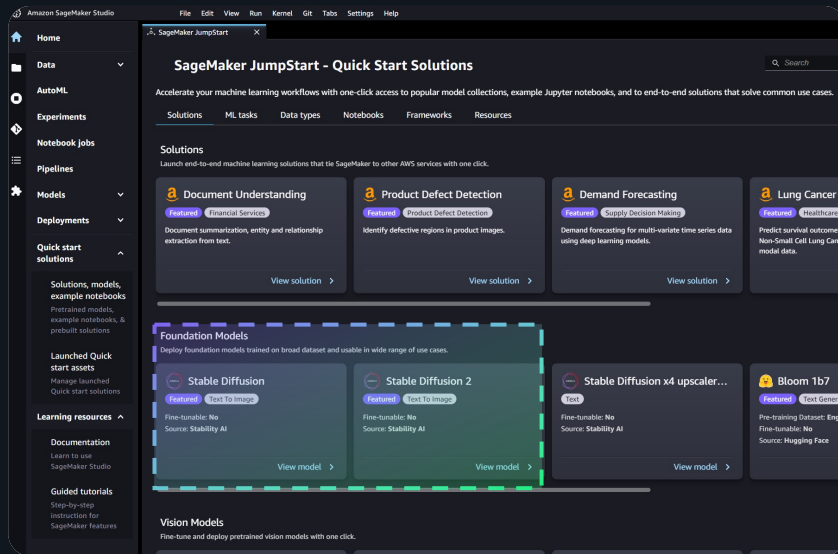 Amazon SageMaker Studio
File Edit View Run Kernel Git Tabs Settings Help
Home
Data
AutoML
Experiments
Notebook jobs
Pipelines
Models
Deployments
Quick start
solutions
Solutions, models,
example notebooks
Pretrained models,
example notebooks, &
prebuilt solutions
Launched Quick
start assets
Manage launched
Quick start solutions
Learning resources
Documentation
Learn to use
SageMaker Studio
Guided tutorials
Step-by-step
instruction for
SageMaker features
SageMaker JumpStart X
SageMaker JumpStart - Quick Start Solutions
Search
Accelerate your machine learning workflows with one-click access to popular model collections, example Jupyter notebooks, and to end-to-end solutions that solve common use cases.
Solutions ML tasks Data types Notebooks Frameworks Resources
Solutions
Launch end-to-end machine learning solutions that tie SageMaker to other AWS services with one click.
Document Understanding
Featured Financial Services
Document summarization, entity and relationship
extraction from text.
View solution >
Product Defect Detection
Featured Product Defect Detection
Identify defective regions in product images.
View solution >
Demand Forecasting
Featured Supply Decision Making
Demand forecasting for multi-variate time series data
using deep learning models.
View solution >
Lung Cancer
Featured Healthcare
Predict survival outcome
Non-Small Cell Lung Can
modal data.
Foundation Models
Deploy foundation models trained on broad dataset and usable in wide range of use cases.
Stable Diffusion
Featured Text To Image
Fine-tunable: No
Source: Stability AI
View model >
Stable Diffusion 2
Featured Text To Image
Fine-tunable: No
Source: Stability AI
View model >
Stable Diffusion x4 upscaler...
Text
Fine-tunable: No
Source: Stability AI
View model >
Bloom 1b7
Featured Text Gener
Pre-training Dataset: Eng
Fine-tunable: No
Source: Hugging Face
Vision Models
Fine-tune and deploy pretrained vision models with one click.